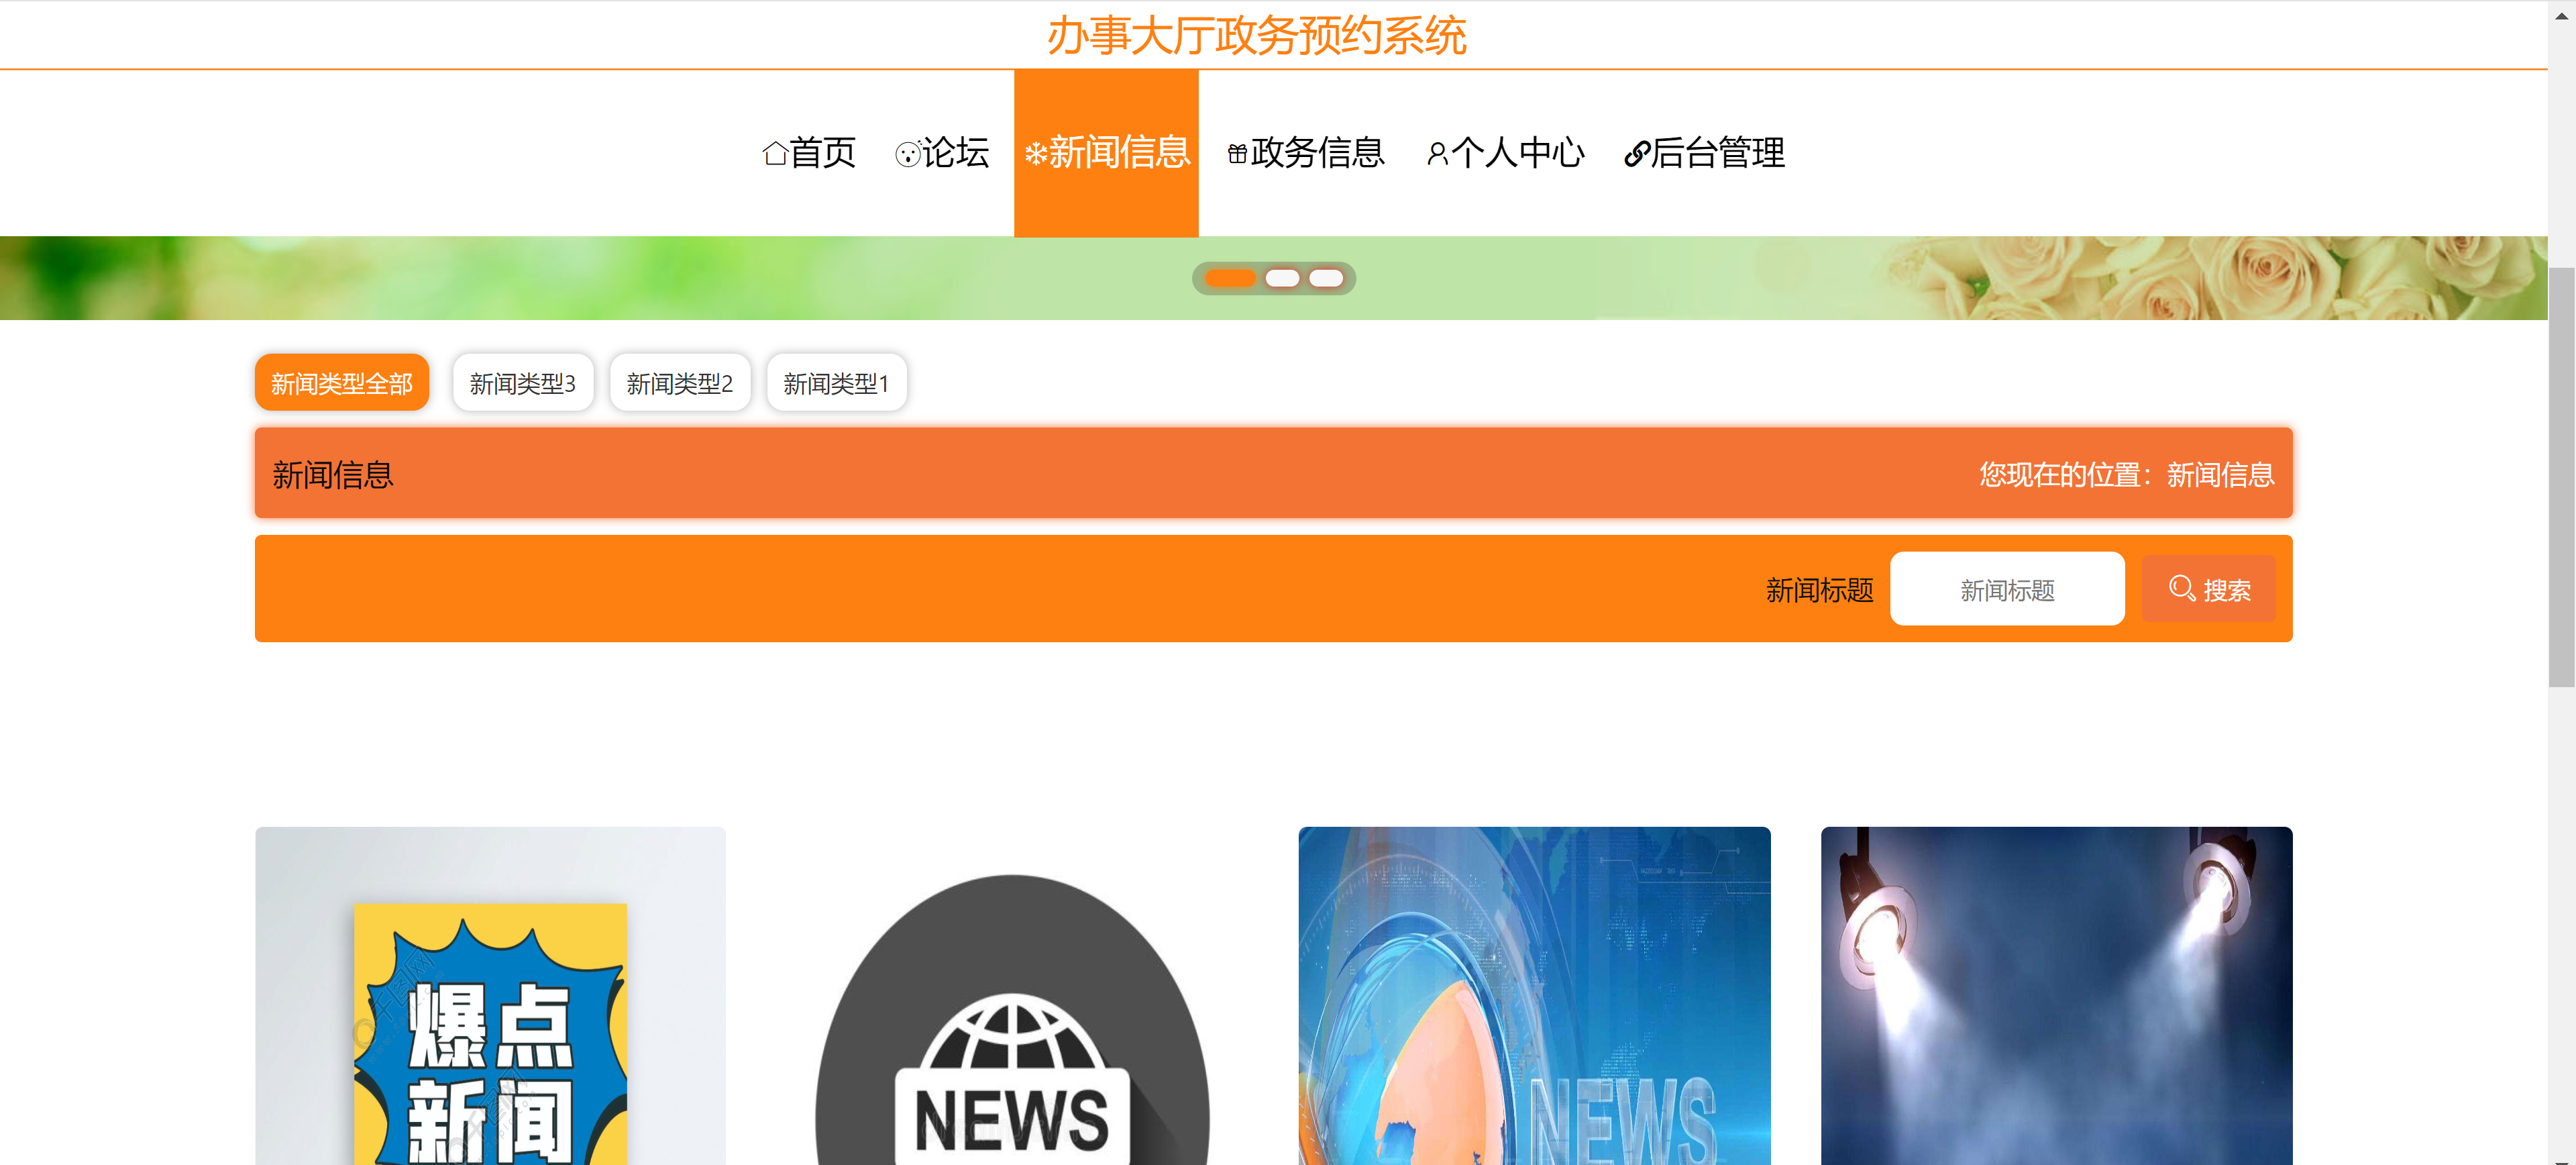 办事大厅政务预约系统
首页 论坛 新闻信息 政务信息 个人中心 后台管理
新闻类型全部 新闻类型3 新闻类型2 新闻类型1
新闻信息 您现在的位置：新闻信息
新闻标题 新闻标题 搜索
爆点
新闻
NEWS
NEWS